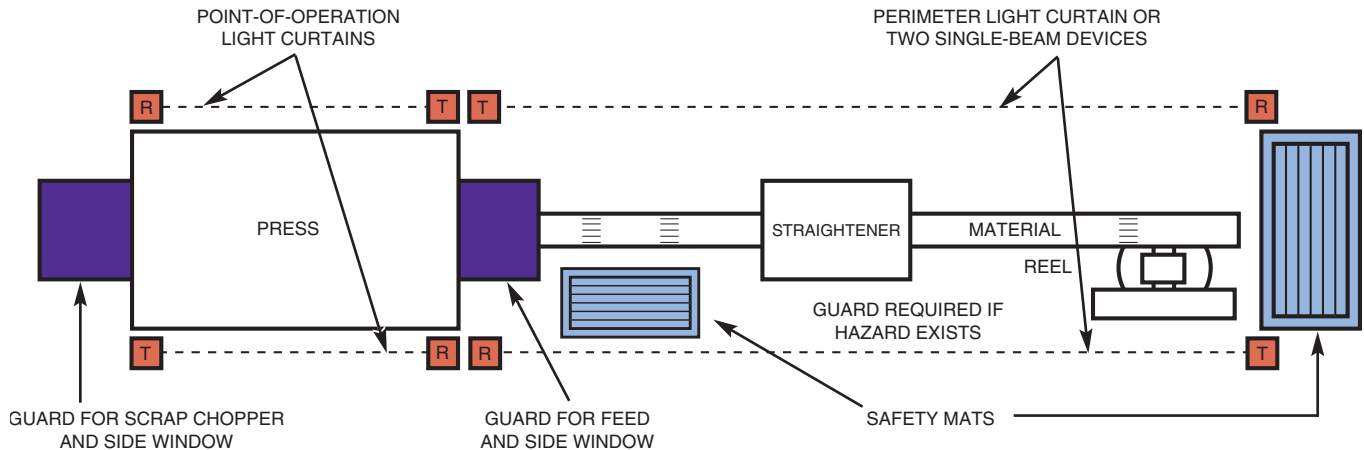 POINT-OF-OPERATION
LIGHT CURTAINS
PERIMETER LIGHT CURTAIN OR
TWO SINGLE-BEAM DEVICES
R
T
T
R
PRESS
STRAIGHTENER
MATERIAL
REEL
GUARD REQUIRED IF
HAZARD EXISTS
T
R
R
T
GUARD FOR SCRAP CHOPPER
AND SIDE WINDOW
GUARD FOR FEED
AND SIDE WINDOW
SAFETY MATS